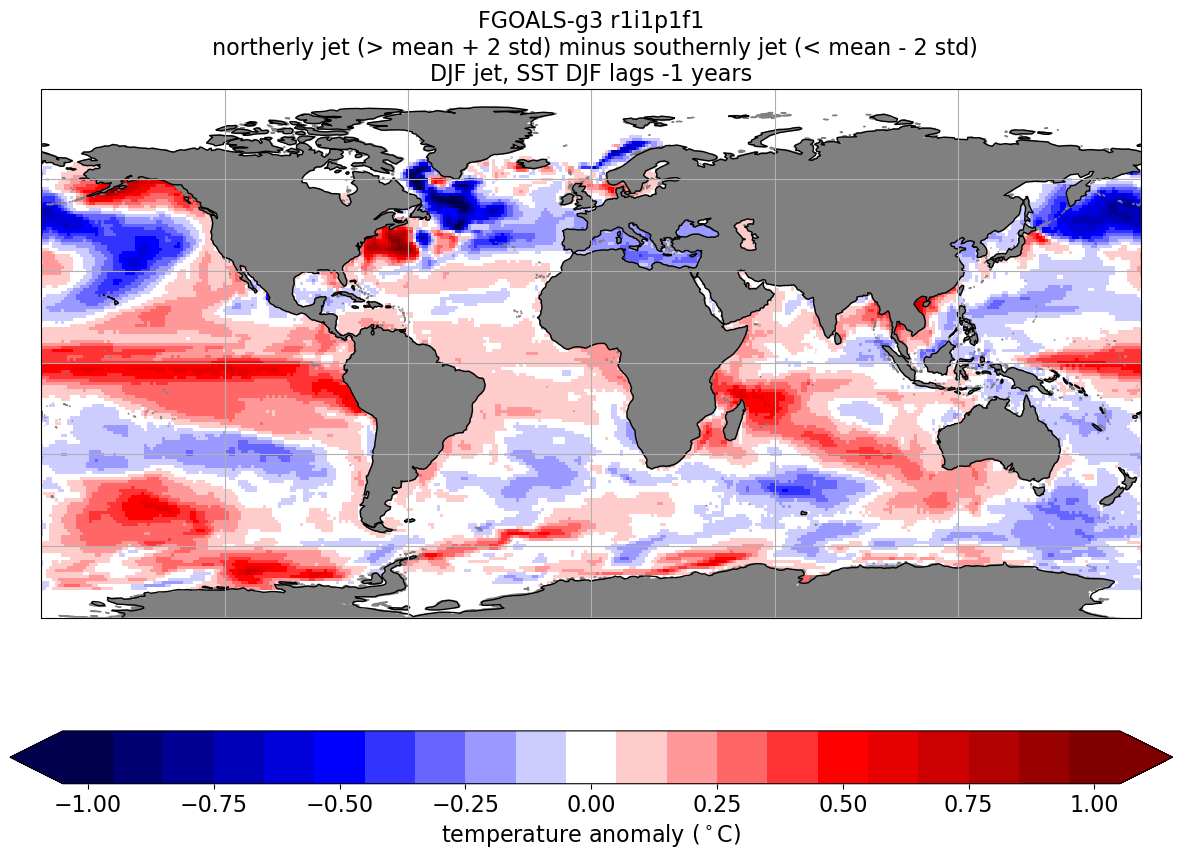 FGOALS-g3 r1i1p1f1
northerly jet (> mean + 2 std) minus southernly jet (< mean - 2 std)
DJF jet, SST DJF lags -1 years
−1.00 −0.75 −0.50 −0.25 0.00 0.25 0.50 0.75 1.00
temperature anomaly (°C)